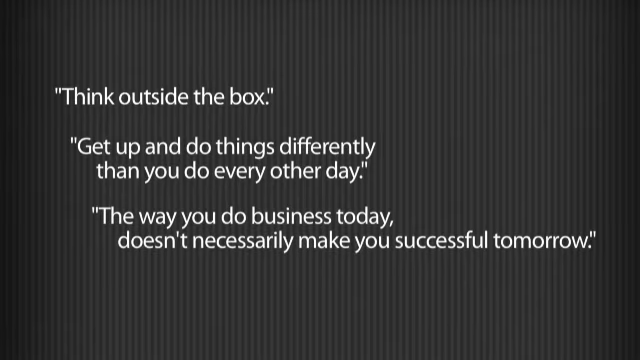 "Think outside the box."
"Get up and do things differently
than you do every other day."
"The way you do business today,
doesn't necessarily make you successful tomorrow."